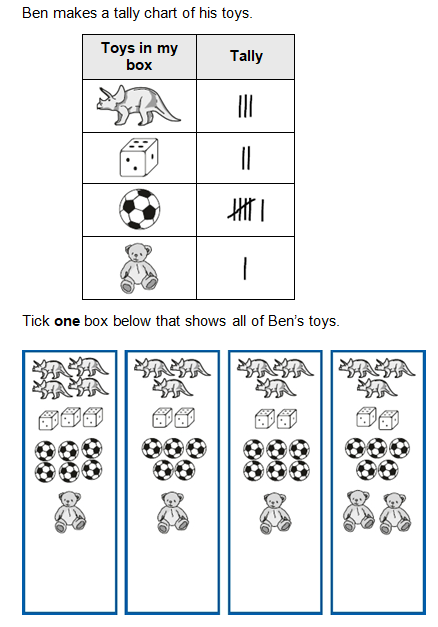 Ben makes a tally chart of his toys.
Toys in my
box
Tally
Tick one box below that shows all of Ben's toys.